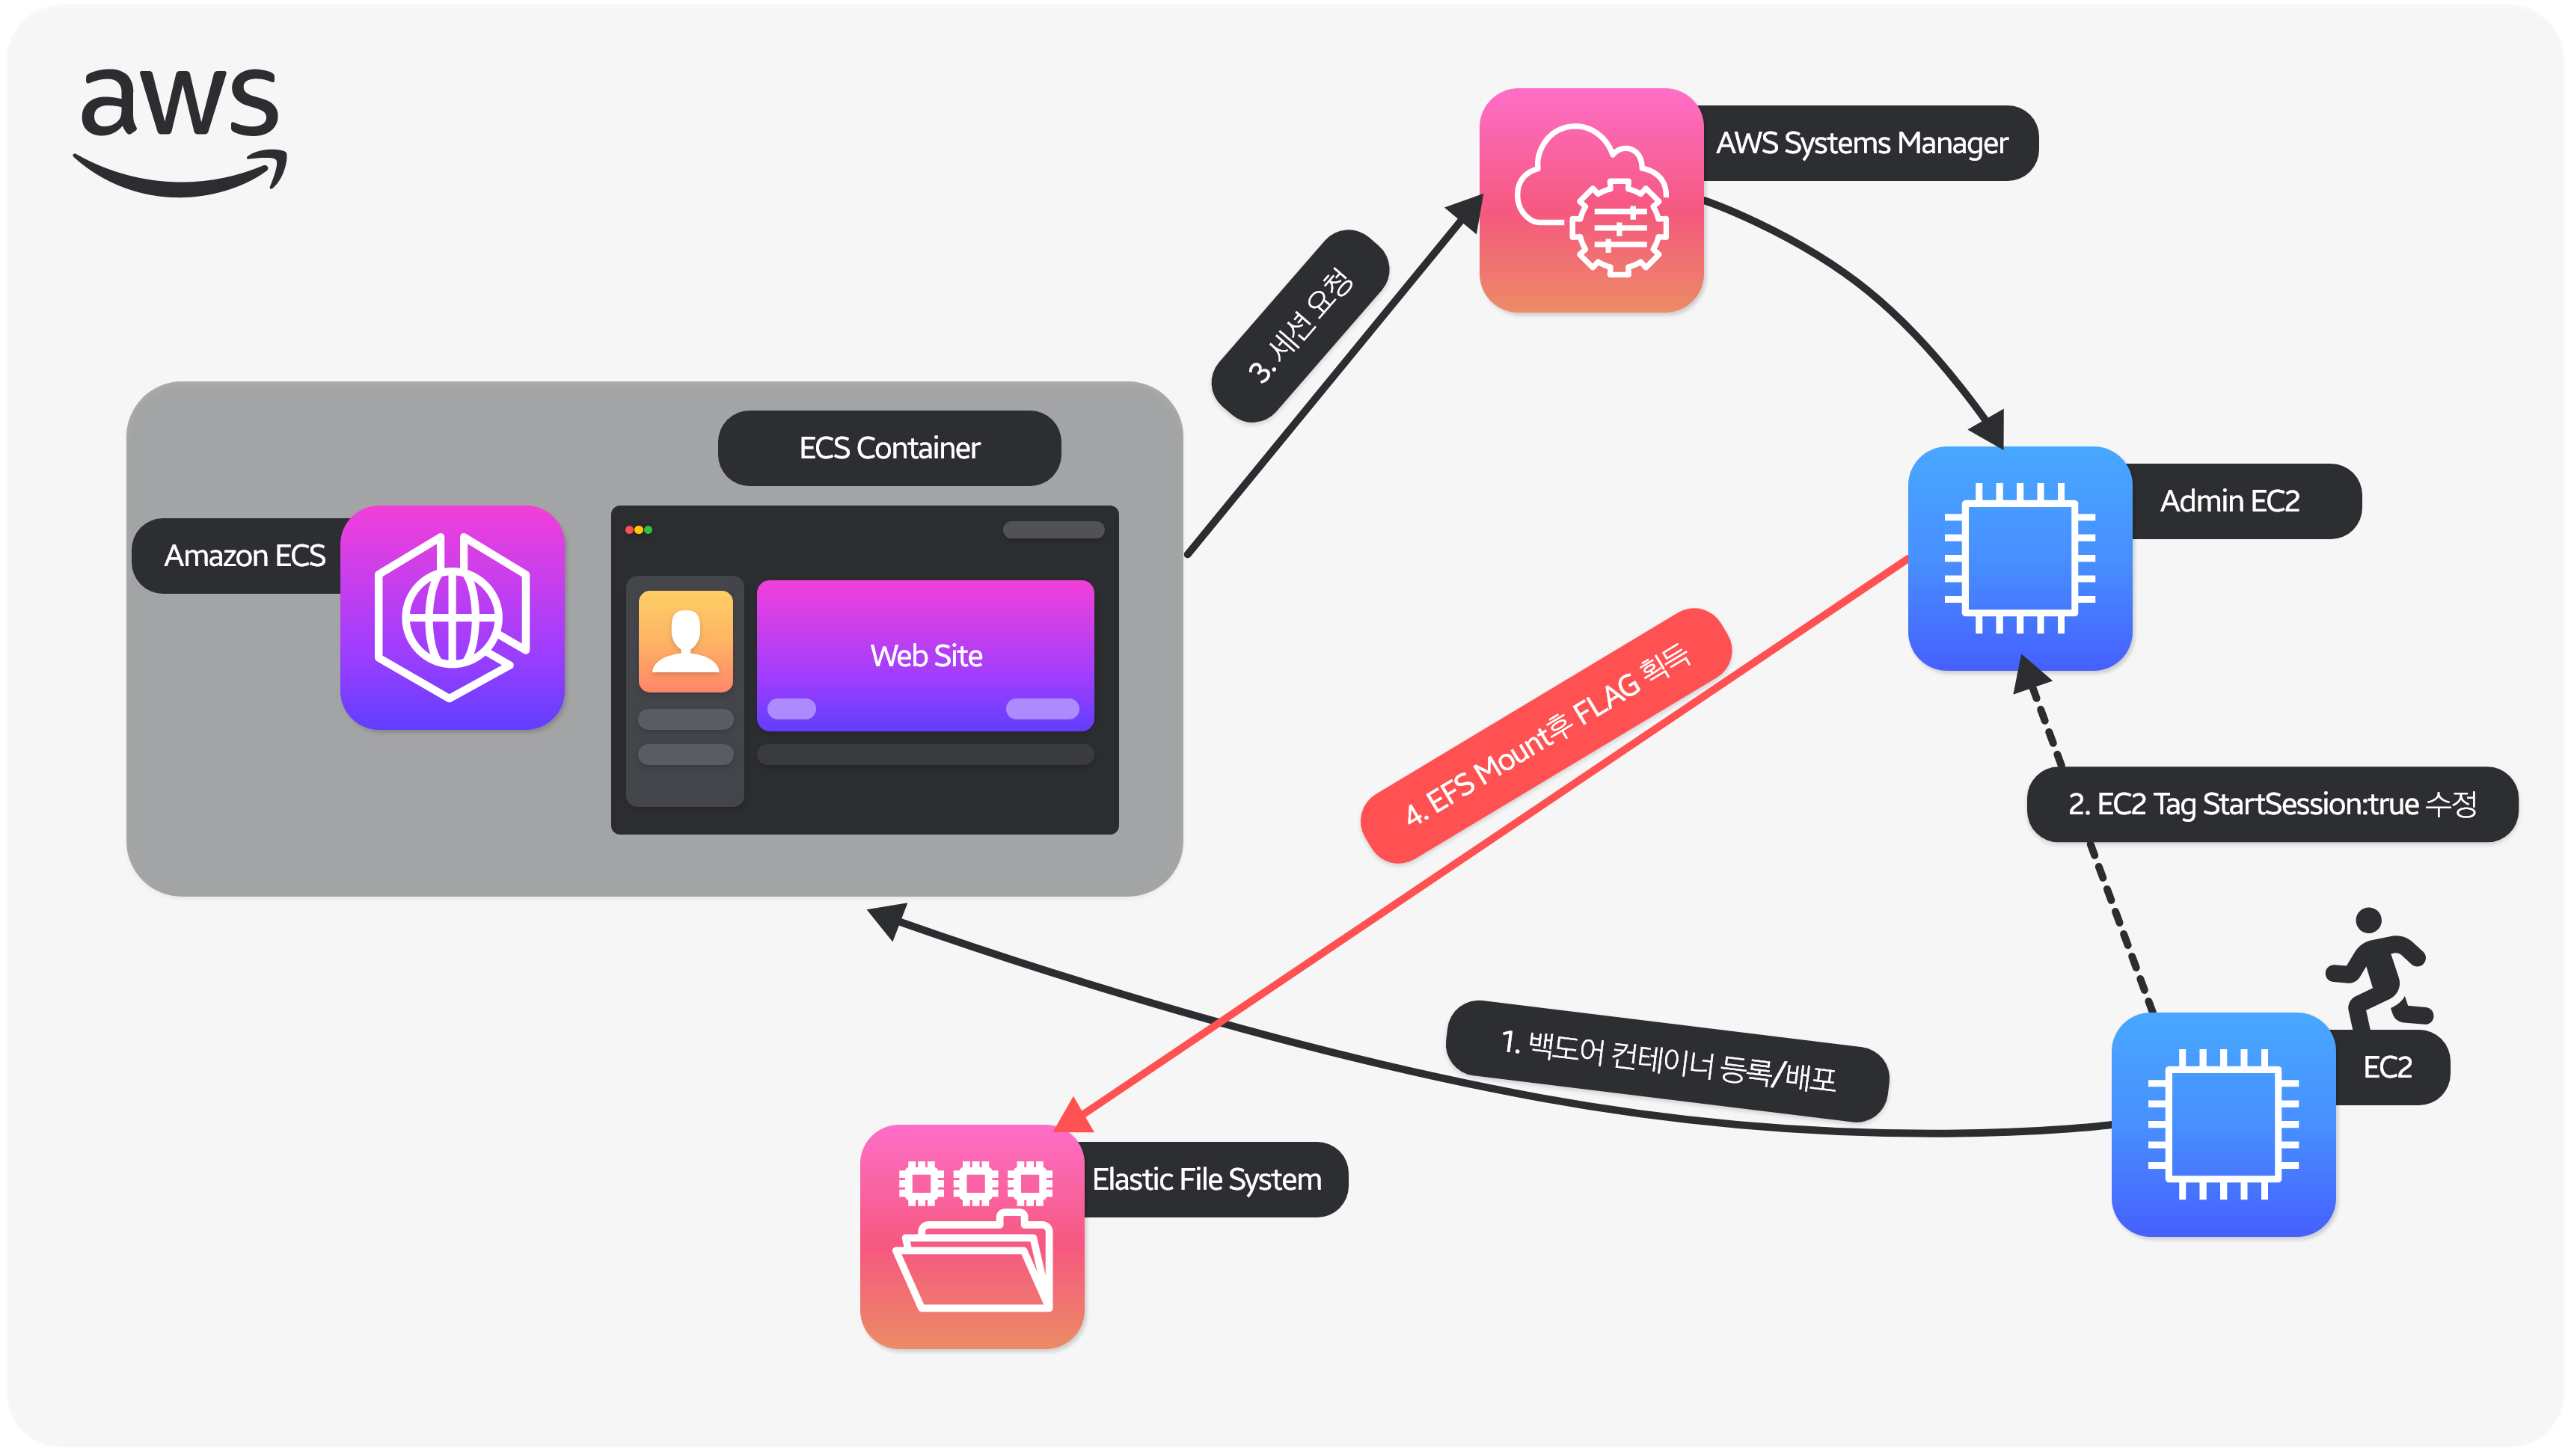 aws
AWS Systems Manager
3. 세션 요청
ECS Container
Amazon ECS
Web Site
Admin EC2
4. EFS Mount후 FLAG 획득
2. EC2 Tag StartSession:true 수정
1. 백도어 컨테이너 등록/배포
EC2
Elastic File System